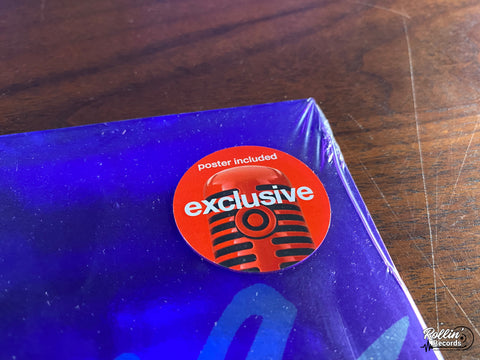 poster included
exclusive
Rollin'
Records